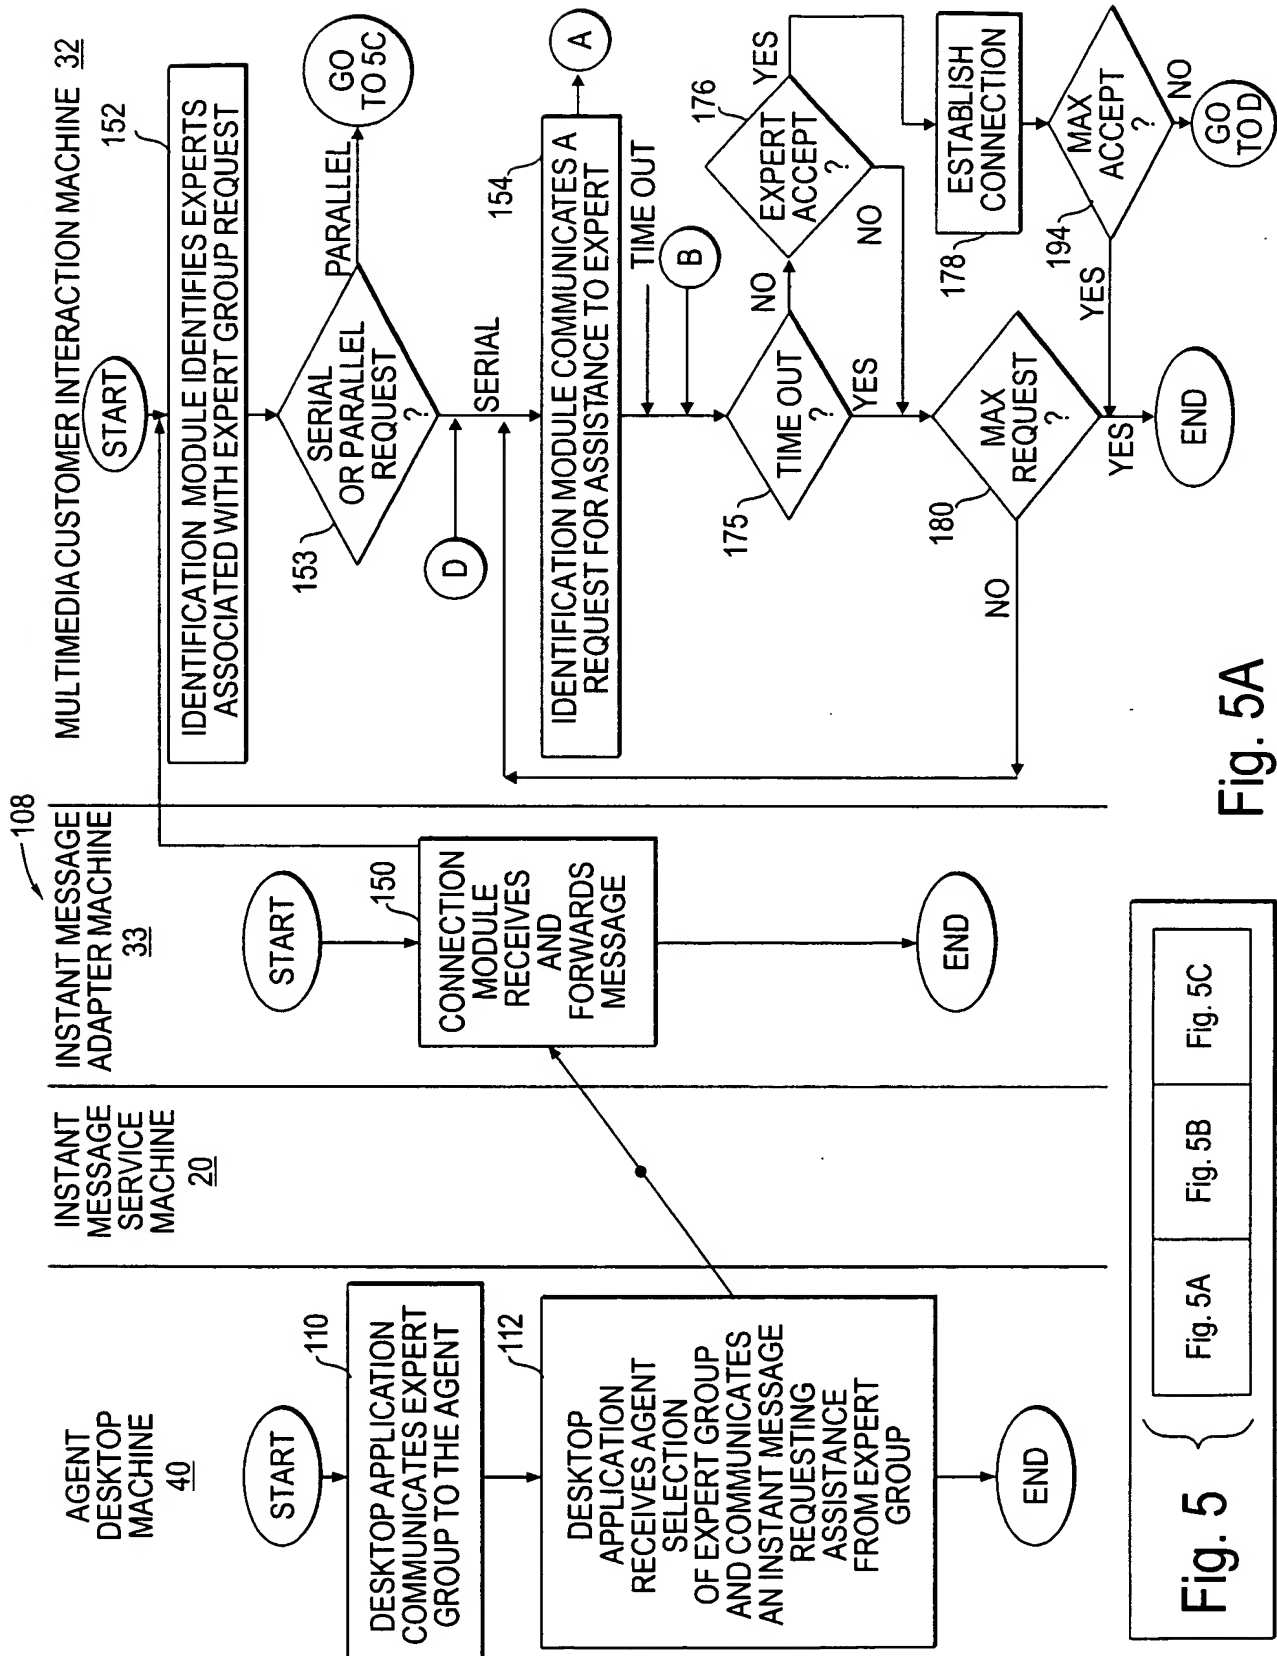 108
AGENT
DESKTOP
MACHINE
40
START
110
DESKTOP APPLICATION
COMMUNICATES EXPERT
GROUP TO THE AGENT
112
DESKTOP
APPLICATION
RECEIVES AGENT
SELECTION
OF EXPERT GROUP
AND COMMUNICATES
AN INSTANT MESSAGE
REQUESTING
ASSISTANCE
FROM EXPERT
GROUP
END
INSTANT
MESSAGE
SERVICE
MACHINE
20
INSTANT MESSAGE
ADAPTER MACHINE
33
START
150
CONNECTION
MODULE
RECEIVES
AND
FORWARDS
MESSAGE
END
MULTIMEDIA CUSTOMER INTERACTION MACHINE 32
START
152
IDENTIFICATION MODULE IDENTIFIES EXPERTS
ASSOCIATED WITH EXPERT GROUP REQUEST
153
SERIAL
OR PARALLEL
REQUEST
?
PARALLEL
GO
TO 5C
D
SERIAL
154
IDENTIFICATION MODULE COMMUNICATES A
REQUEST FOR ASSISTANCE TO EXPERT
A
TIME OUT
B
175
TIME OUT
?
NO
YES
176
EXPERT
ACCEPT
?
YES
NO
178
ESTABLISH
CONNECTION
180
MAX
REQUEST
?
NO
YES
194
MAX
ACCEPT
?
YES
NO
GO
TO D
END
Fig. 5A
Fig. 5
Fig. 5A
Fig. 5B
Fig. 5C